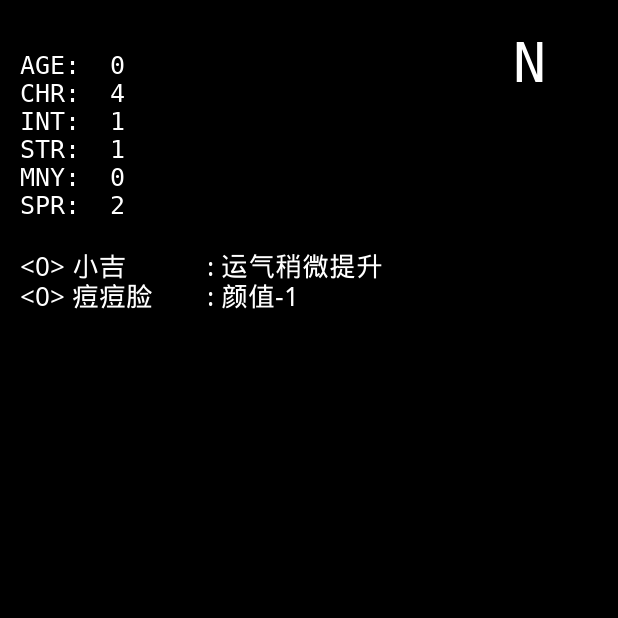 N
AGE: 0
CHR: 4
INT: 1
STR: 1
MNY: 0
SPR: 2
<O> 小吉 : 运气稍微提升
<O> 痘痘脸 : 颜值-1